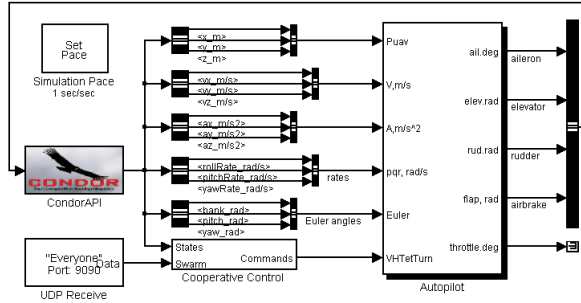 Set
Pace
Simulation Pace
1 sec/sec
CONDOR
CondorAPI
"Everyone"
Port: 9090
Data
UDP Receive
<x_m>
<y_m>
<z_m>
<vx_m/s>
<vy_m/s>
<vz_m/s>
<ax_m/s2>
<ay_m/s2>
<az_m/s2>
<rollRate_rad/s>
<pitchRate_rad/s>
<yawRate_rad/s>
rates
<bank_rad>
<pitch_rad>
<yaw_rad>
Euler angles
States
Swarm
Commands
Cooperative Control
Puav
V,m/s
A,m/s^2
pqr, rad/s
Euler
VHTetTurn
ail.deg
elev.rad
rud.rad
flap, rad
throttle.deg
Autopilot
aileron
elevator
rudder
airbrake